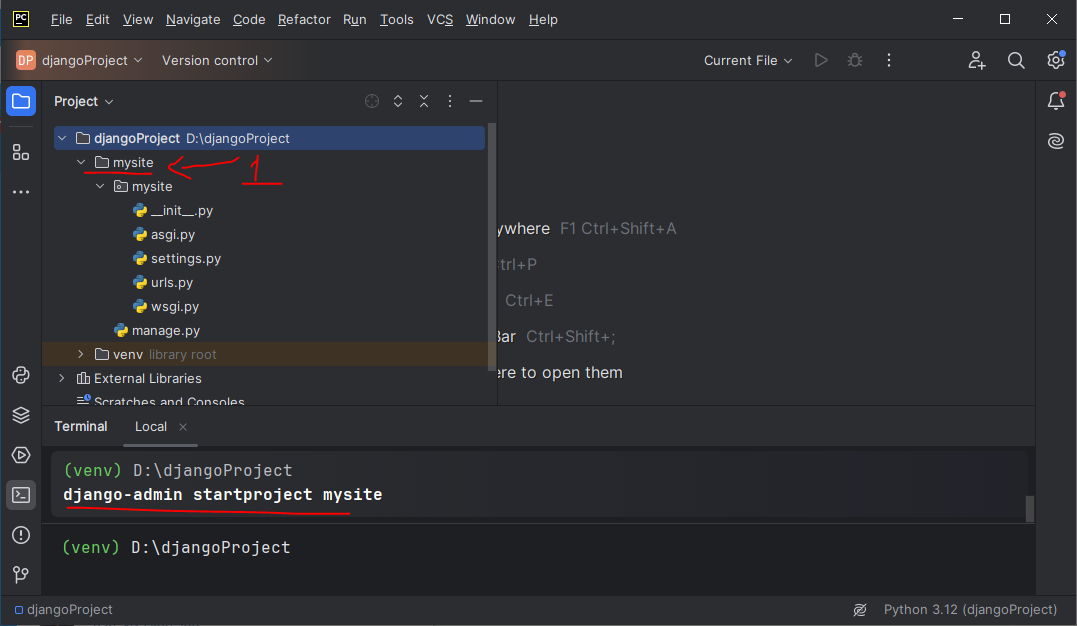 PC File Edit View Navigate Code Refactor Run Tools VCS Window Help
DP djangoProject Version control Current File
Project
djangoProject D:\djangoProject
mysite 1
mysite
__init__.py
asgi.py
settings.py
urls.py
wsgi.py
manage.py
venv library root
External Libraries
Scratches and Consoles
ywhere F1 Ctrl+Shift+A
trl+P
Ctrl+E
Bar Ctrl+Shift+;
ere to open them
Terminal Local
(venv) D:\djangoProject
django-admin startproject mysite
(venv) D:\djangoProject
djangoProject Python 3.12 (djangoProject)